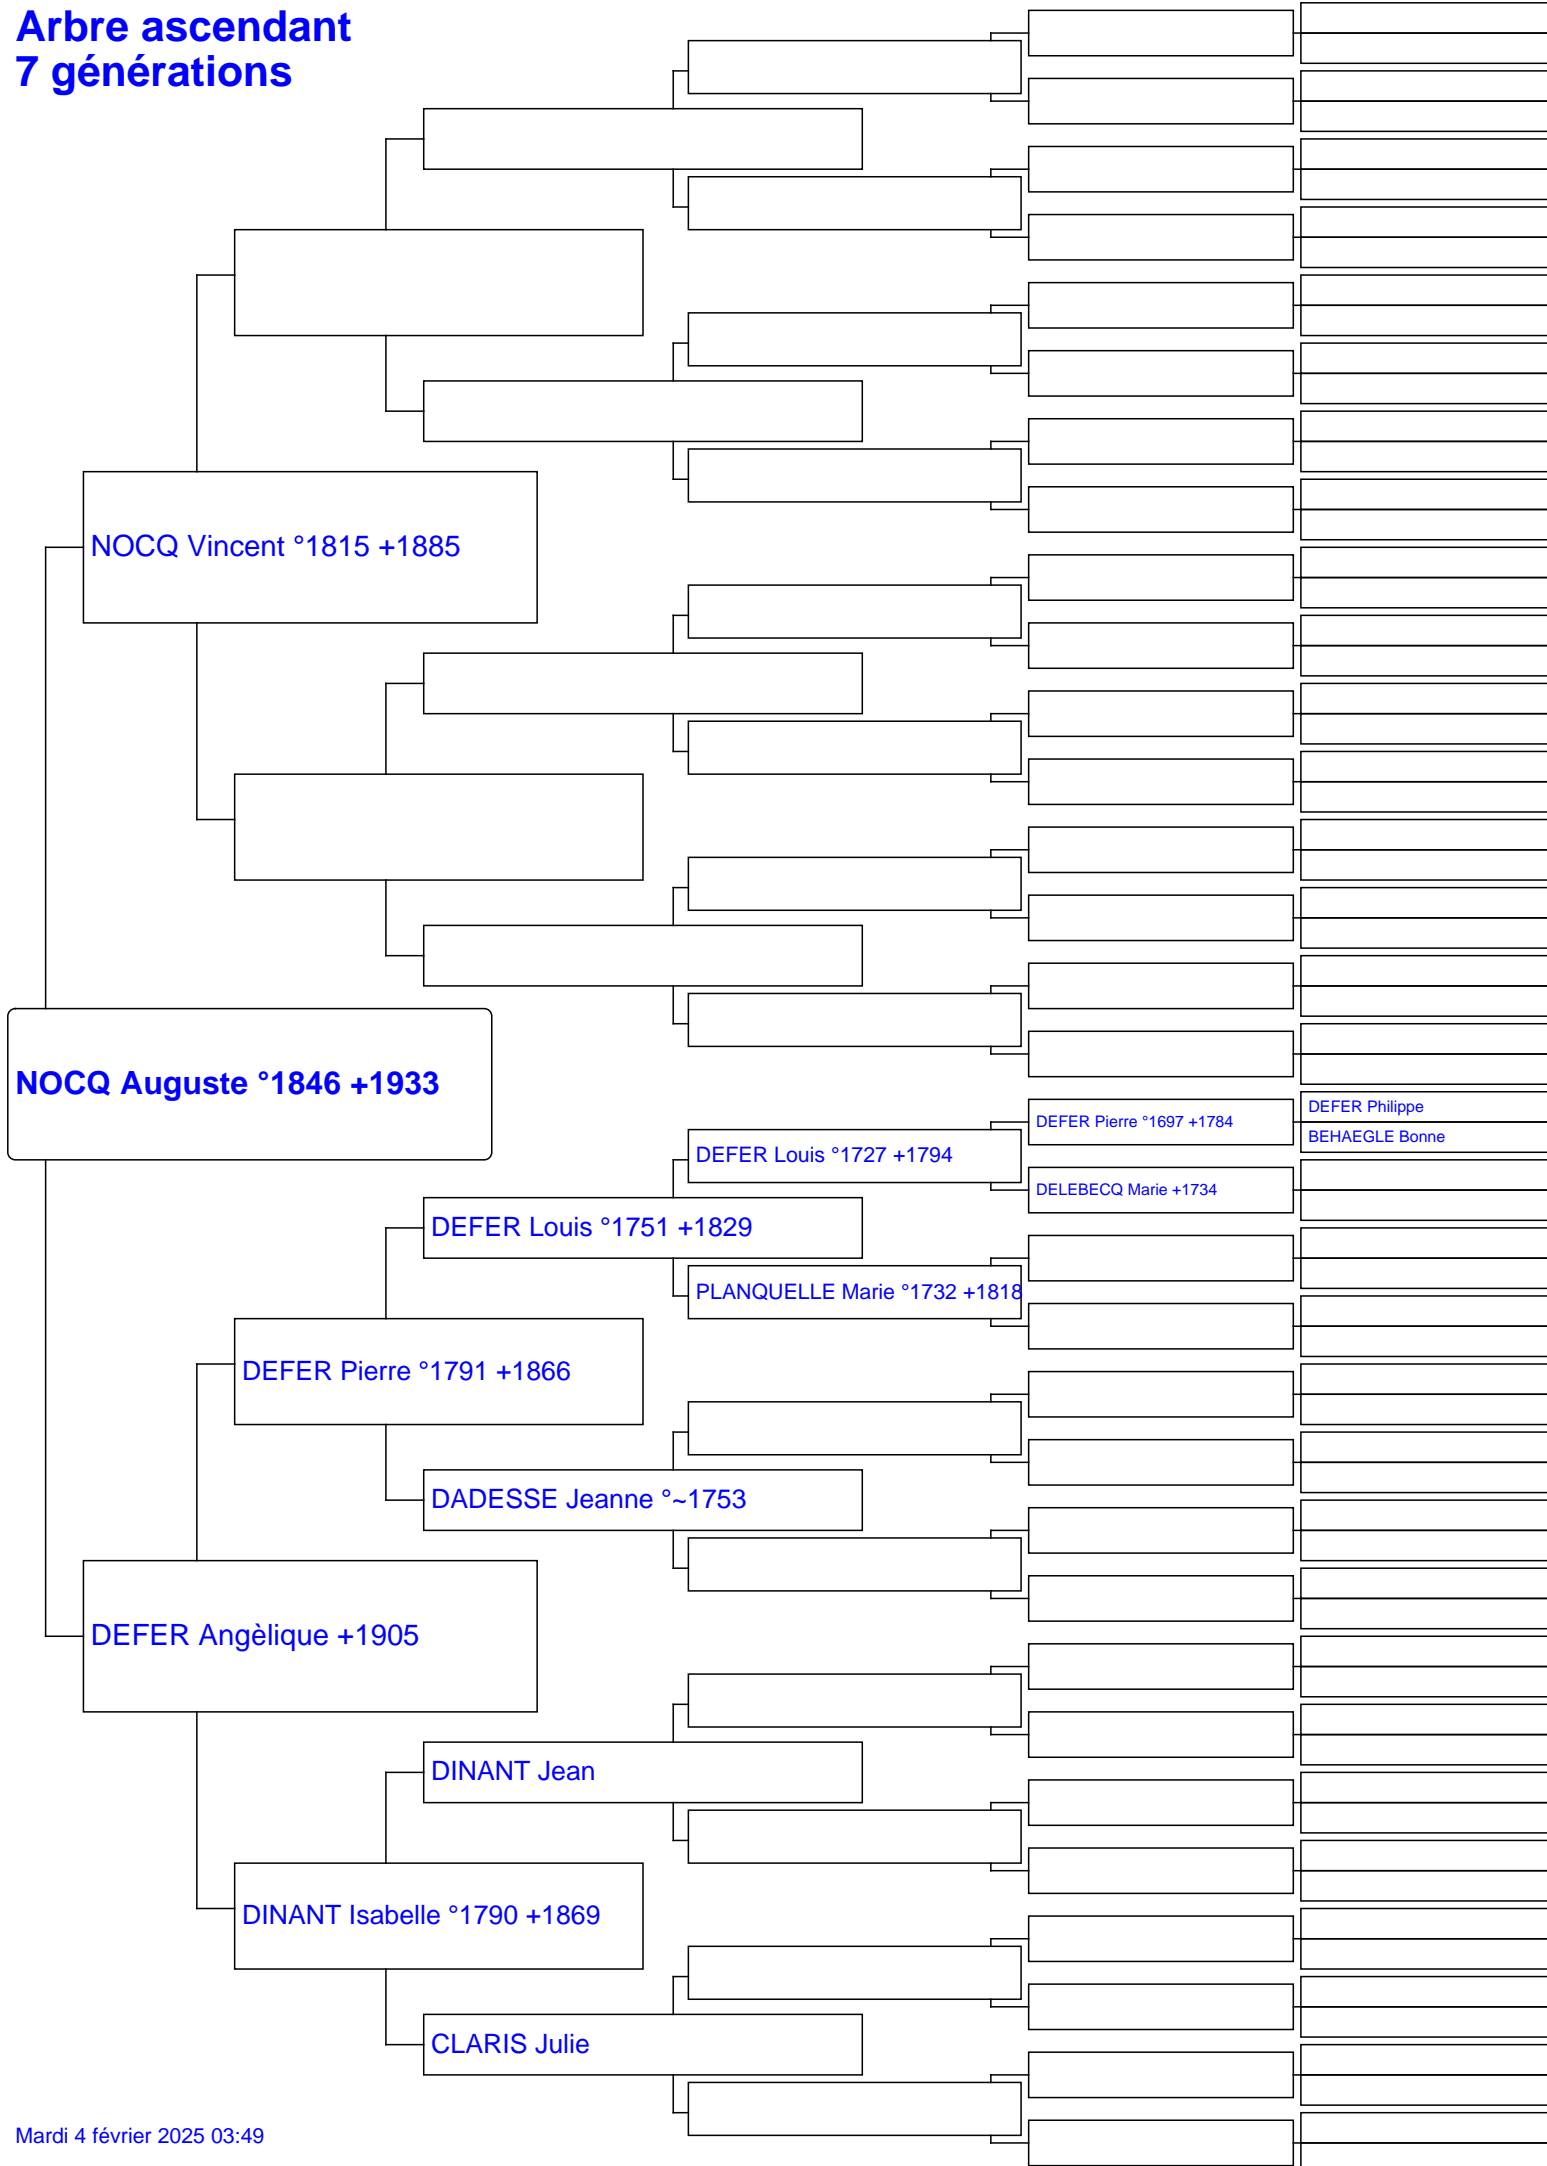 Arbre ascendant
7 générations
NOCQ Vincent °1815 +1885
NOCQ Auguste °1846 +1933
DEFER Philippe
DEFER Pierre °1697 +1784
BEHAEGLE Bonne
DEFER Louis °1727 +1794
DELEBECQ Marie +1734
DEFER Louis °1751 +1829
PLANQUELLE Marie °1732 +1818
DEFER Pierre °1791 +1866
DADESSE Jeanne °~1753
DEFER Angèlique +1905
DINANT Jean
DINANT Isabelle °1790 +1869
CLARIS Julie
Mardi 4 février 2025 03:49